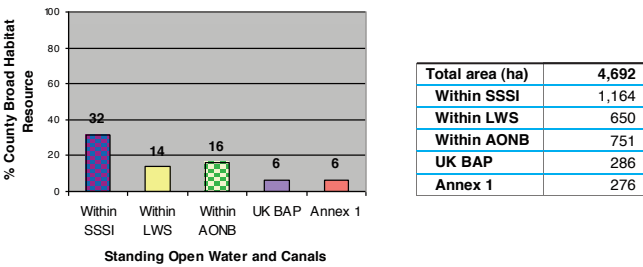 % County Broad Habitat
Resource
100
80
60
40
20
0
32
14
16
6
6
Within
SSSI
Within
LWS
Within
AONB
UK BAP
Annex 1
Standing Open Water and Canals
Total area (ha) 4,692
Within SSSI 1,164
Within LWS 650
Within AONB 751
UK BAP 286
Annex 1 276